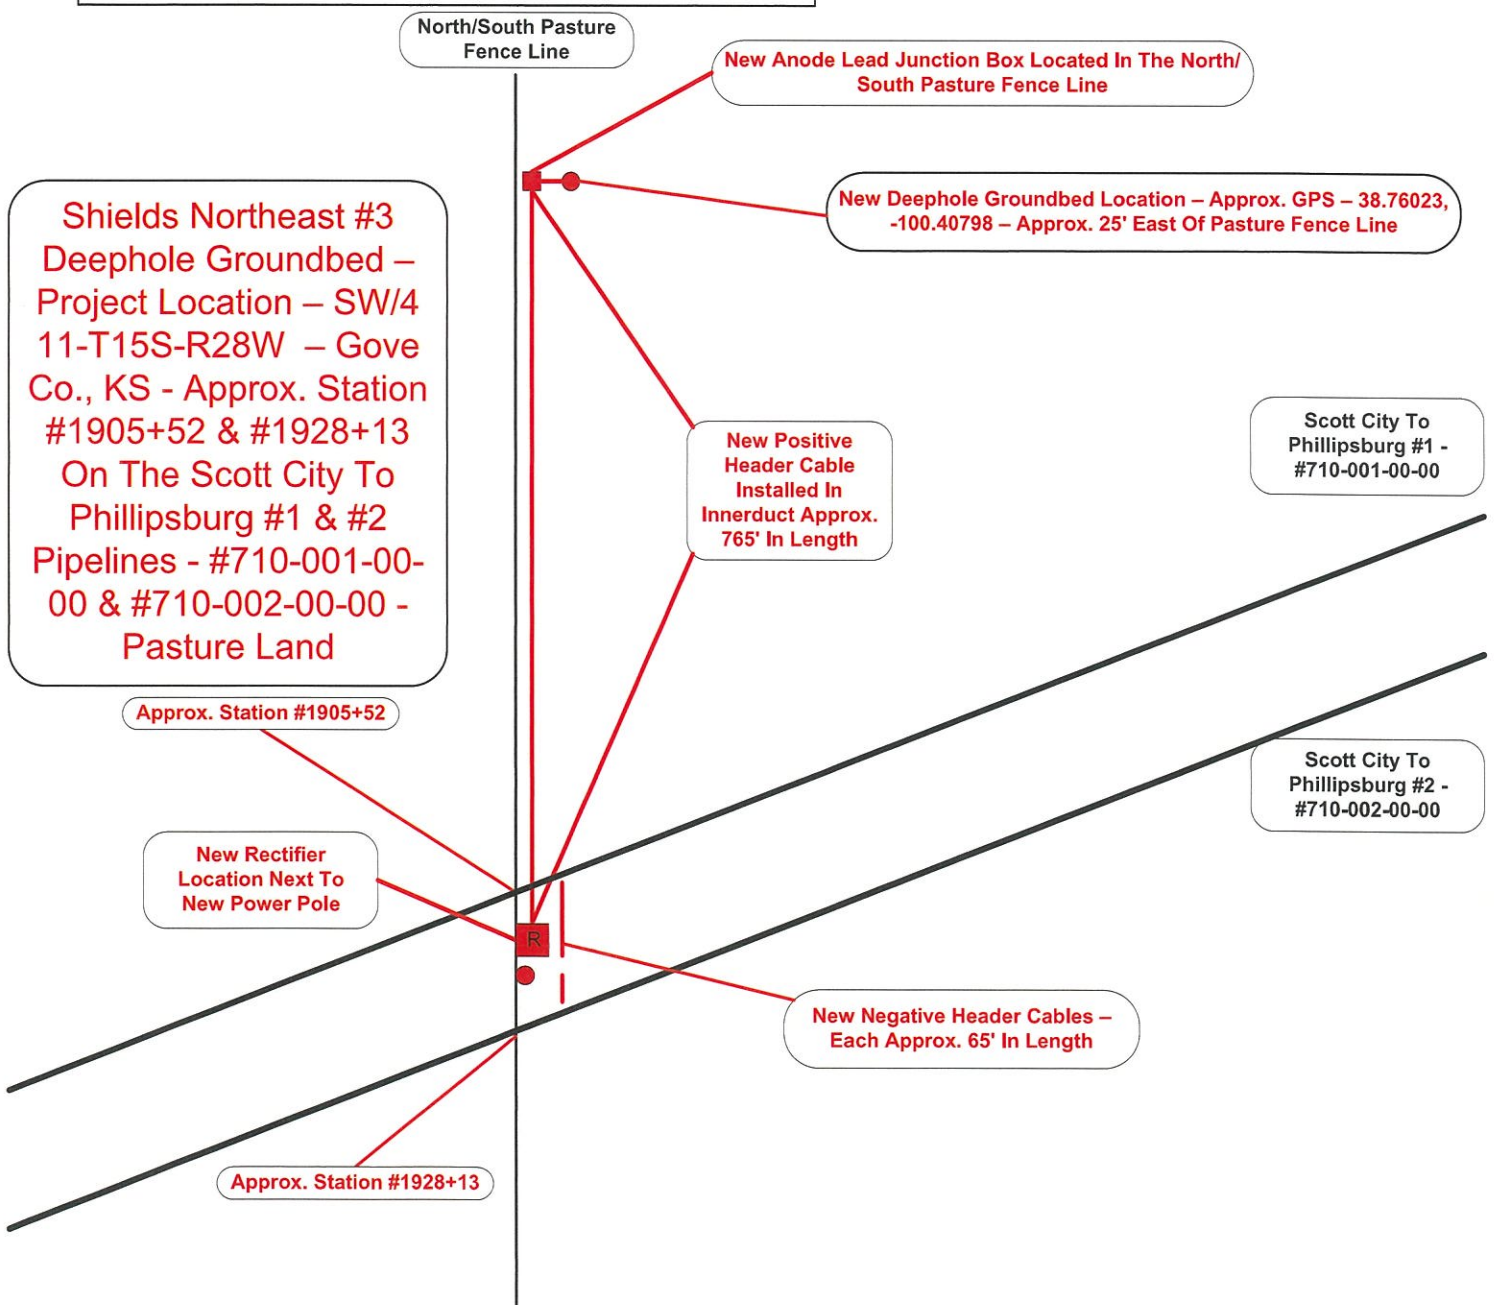 North/South Pasture
Fence Line
New Anode Lead Junction Box Located In The North/
South Pasture Fence Line
New Deephole Groundbed Location – Approx. GPS – 38.76023,
-100.40798 – Approx. 25' East Of Pasture Fence Line
Shields Northeast #3
Deephole Groundbed –
Project Location – SW/4
11-T15S-R28W – Gove
Co., KS - Approx. Station
#1905+52 & #1928+13
On The Scott City To
Phillipsburg #1 & #2
Pipelines - #710-001-00-
00 & #710-002-00-00 -
Pasture Land
New Positive
Header Cable
Installed In
Innerduct Approx.
765' In Length
Scott City To
Phillipsburg #1 -
#710-001-00-00
Approx. Station #1905+52
Scott City To
Phillipsburg #2 -
#710-002-00-00
New Rectifier
Location Next To
New Power Pole
R
New Negative Header Cables –
Each Approx. 65' In Length
Approx. Station #1928+13